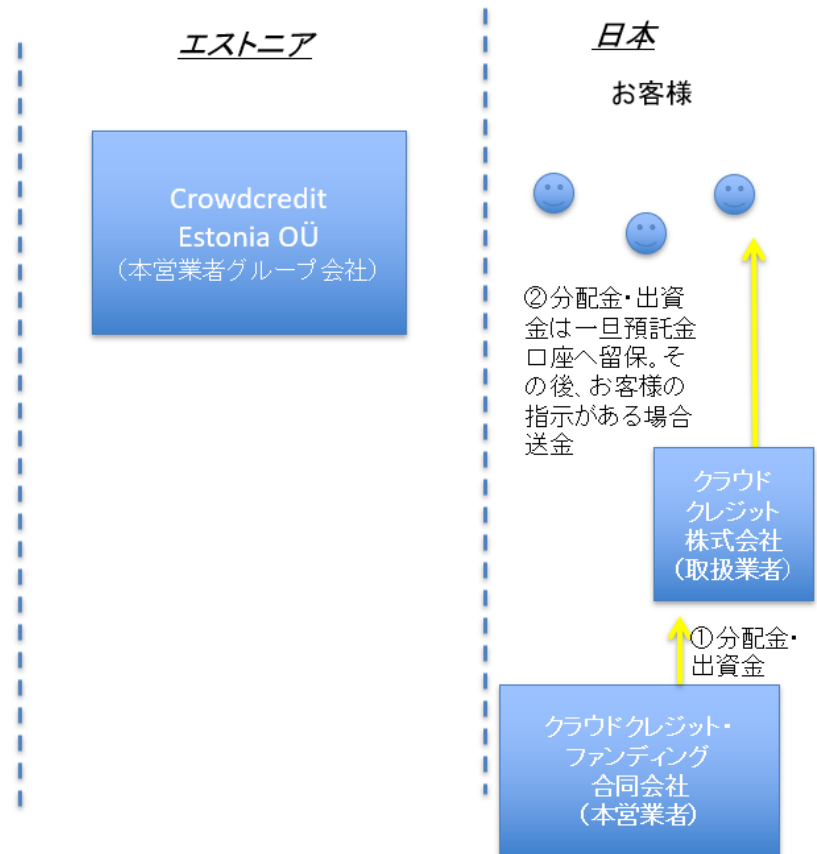 エストニア
日本
お客様
Crowdcredit
Estonia OÜ
（本営業者グループ会社）
②分配金・出資
金は一旦預託金
口座へ留保。そ
の後、お客様の
指示がある場合
送金
クラウド
クレジット
株式会社
（取扱業者）
①分配金・
出資金
クラウドクレジット・
ファンディング
合同会社
（本営業者）